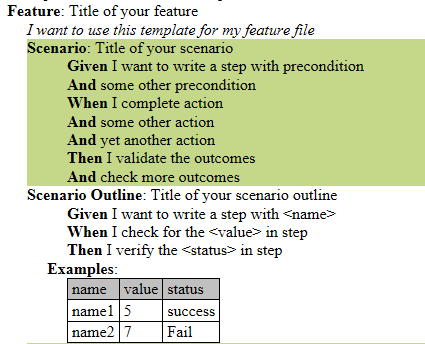 Feature: Title of your feature
I want to use this template for my feature file
Scenario: Title of your scenario
Given I want to write a step with precondition
And some other precondition
When I complete action
And some other action
And yet another action
Then I validate the outcomes
And check more outcomes
Scenario Outline: Title of your scenario outline
Given I want to write a step with <name>
When I check for the <value> in step
Then I verify the <status> in step
Examples:
name value status
name1 5 success
name2 7 Fail